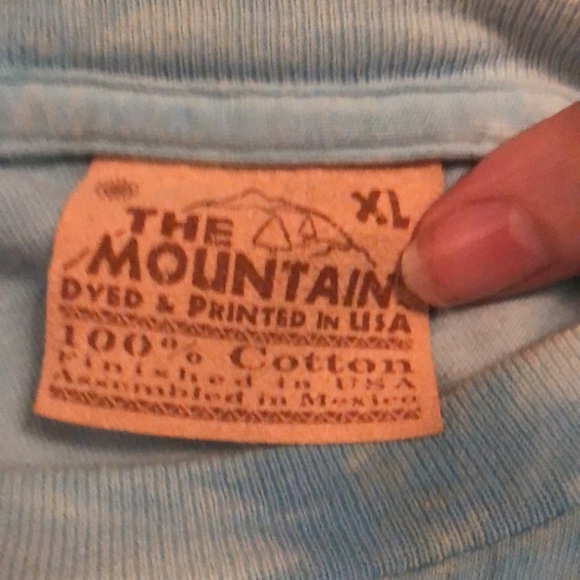 XL
THE
MOUNTAIN
DYED & PRINTED IN USA
100% Cotton
Finished in USA
Assembled in Mexico